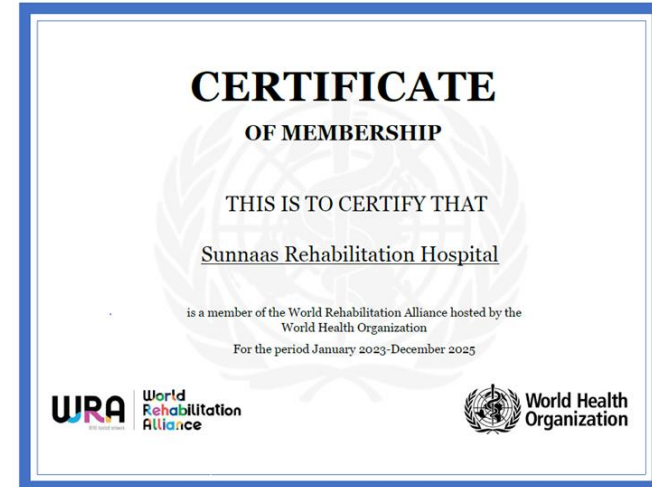 CERTIFICATE
OF MEMBERSHIP
THIS IS TO CERTIFY THAT
Sunnaas Rehabilitation Hospital
is a member of the World Rehabilitation Alliance hosted by the
World Health Organization
For the period January 2023-December 2025
WRA
World
Rehabilitation
Alliance
World Health
Organization